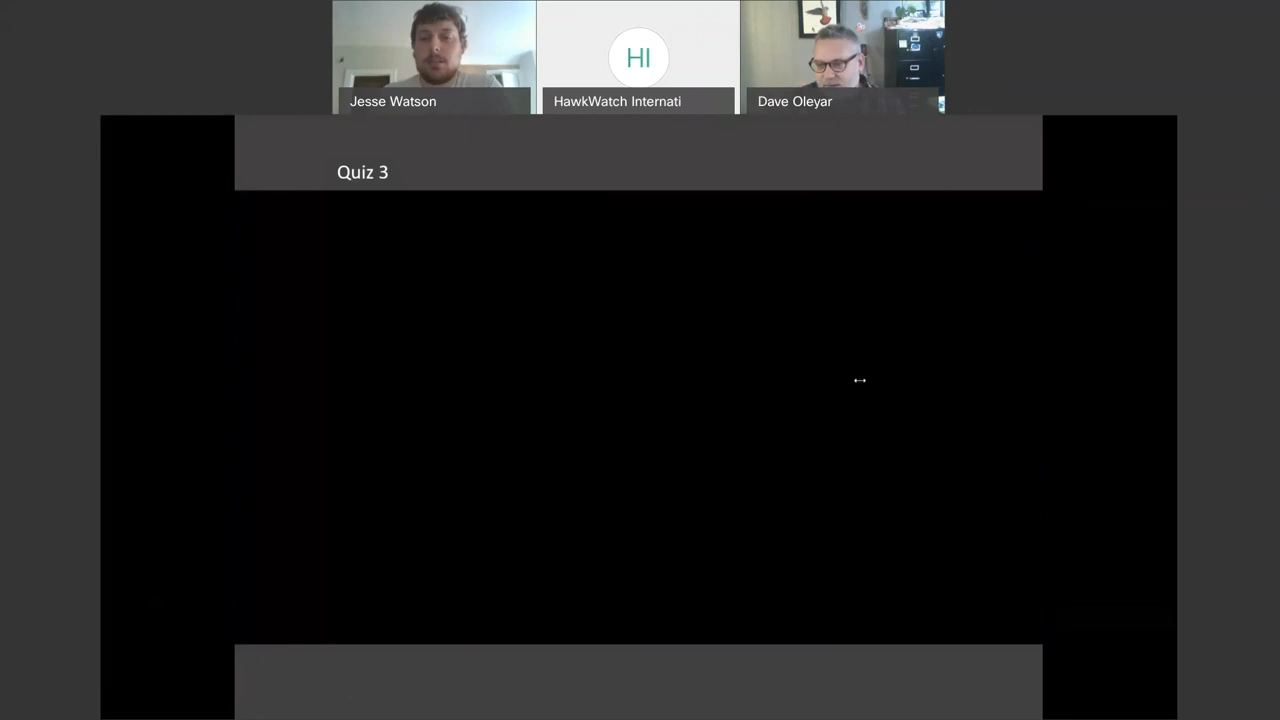 HI
Jesse Watson
HawkWatch Internati
Dave Oleyar
Quiz 3